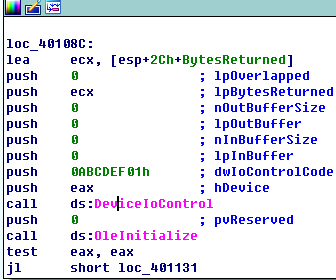 loc_40108C:
lea ecx, [esp+2Ch+BytesReturned]
push 0 ; lpOverlapped
push ecx ; lpBytesReturned
push 0 ; nOutBufferSize
push 0 ; lpOutBuffer
push 0 ; nInBufferSize
push 0 ; lpInBuffer
push 0ABCDEF01h ; dwIoControlCode
push eax ; hDevice
call ds:DeviceIoControl
push 0 ; pvReserved
call ds:OleInitialize
test eax, eax
jl short loc_401131